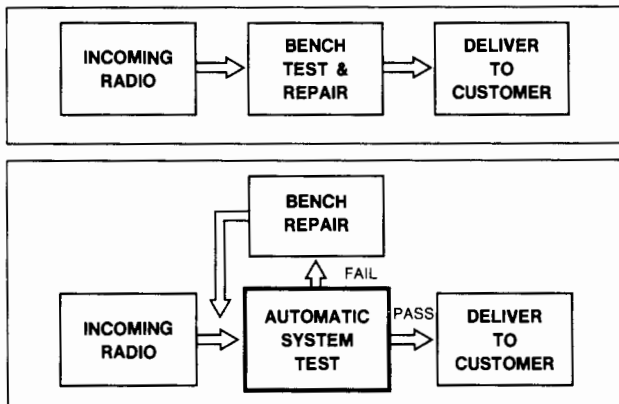 INCOMING
RADIO
BENCH
TEST &
REPAIR
DELIVER
TO
CUSTOMER
BENCH
REPAIR
FAIL
INCOMING
RADIO
AUTOMATIC
SYSTEM
TEST
PASS
DELIVER
TO
CUSTOMER